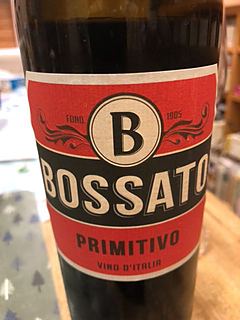 FOND. 1905
B
BOSSATO
PRIMITIVO
VINO D'ITALIA